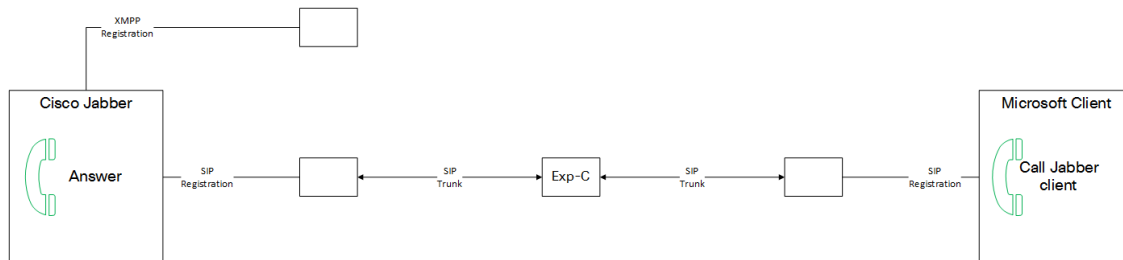 XMPP
Registration
Cisco Jabber
Microsoft Client
Answer
SIP
Registration
SIP
Trunk
Exp-C
SIP
Trunk
SIP
Registration
Call Jabber
client